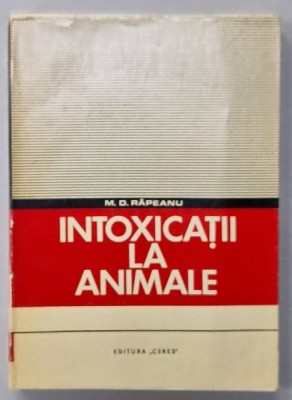 M. D. RĂPEANU
INTOXICAȚII
LA
ANIMALE
EDITURA „CERES"